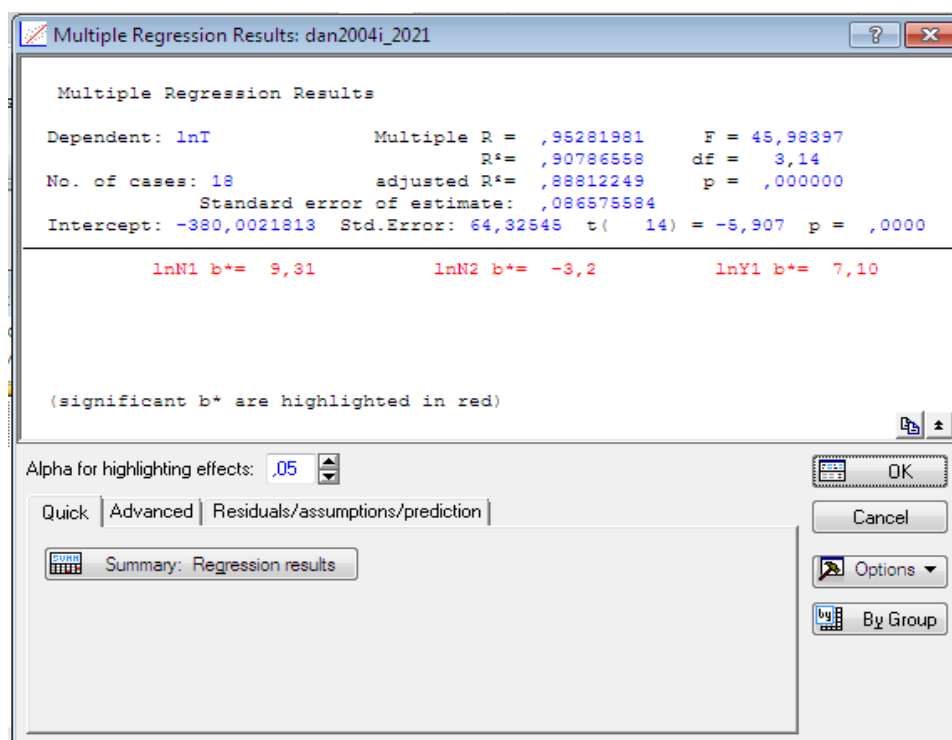 Multiple Regression Results: dan2004i_2021
Multiple Regression Results
Dependent: lnT Multiple R = ,95281981 F = 45,98397
R²= ,90786558 df = 3,14
No. of cases: 18 adjusted R²= ,88812249 p = ,000000
Standard error of estimate: ,086575584
Intercept: -380,0021813 Std.Error: 64,32545 t( 14) = -5,907 p = ,0000
lnN1 b*= 9,31 lnN2 b*= -3,2 lnY1 b*= 7,10
(significant b* are highlighted in red)
Alpha for highlighting effects: ,05
OK
Quick Advanced Residuals/assumptions/prediction
Cancel
SUMM Summary: Regression results
Options
by By Group